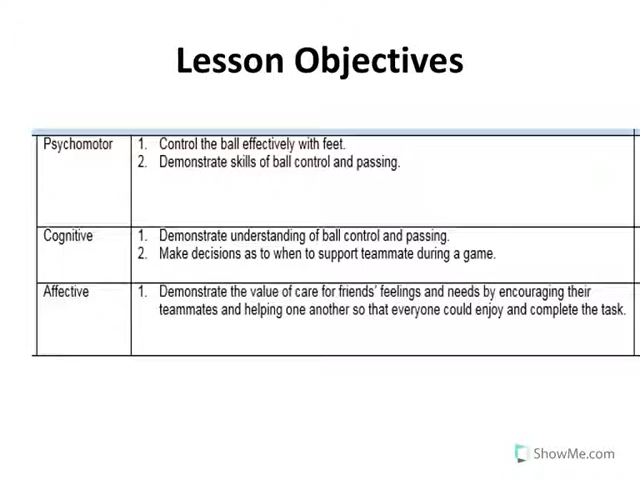 Lesson Objectives
Psychomotor
1. Control the ball effectively with feet.
2. Demonstrate skills of ball control and passing.
Cognitive
1. Demonstrate understanding of ball control and passing.
2. Make decisions as to when to support teammate during a game.
Affective
1. Demonstrate the value of care for friends' feelings and needs by encouraging their
teammates and helping one another so that everyone could enjoy and complete the task.
ShowMe.com